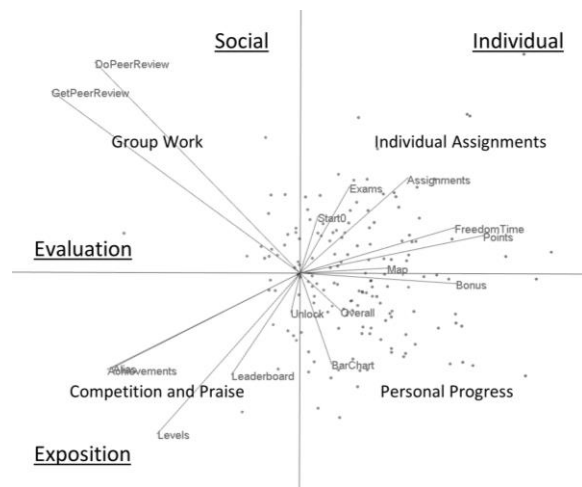 Social
Individual
DoPeerReview
GetPeerReview
Group Work
Individual Assignments
Assignments
Exams
Start0
FreedomTime
Points
Evaluation
Map
Bonus
Unlock
Overall
BarChart
Achievements
Leaderboard
Competition and Praise
Personal Progress
Levels
Exposition